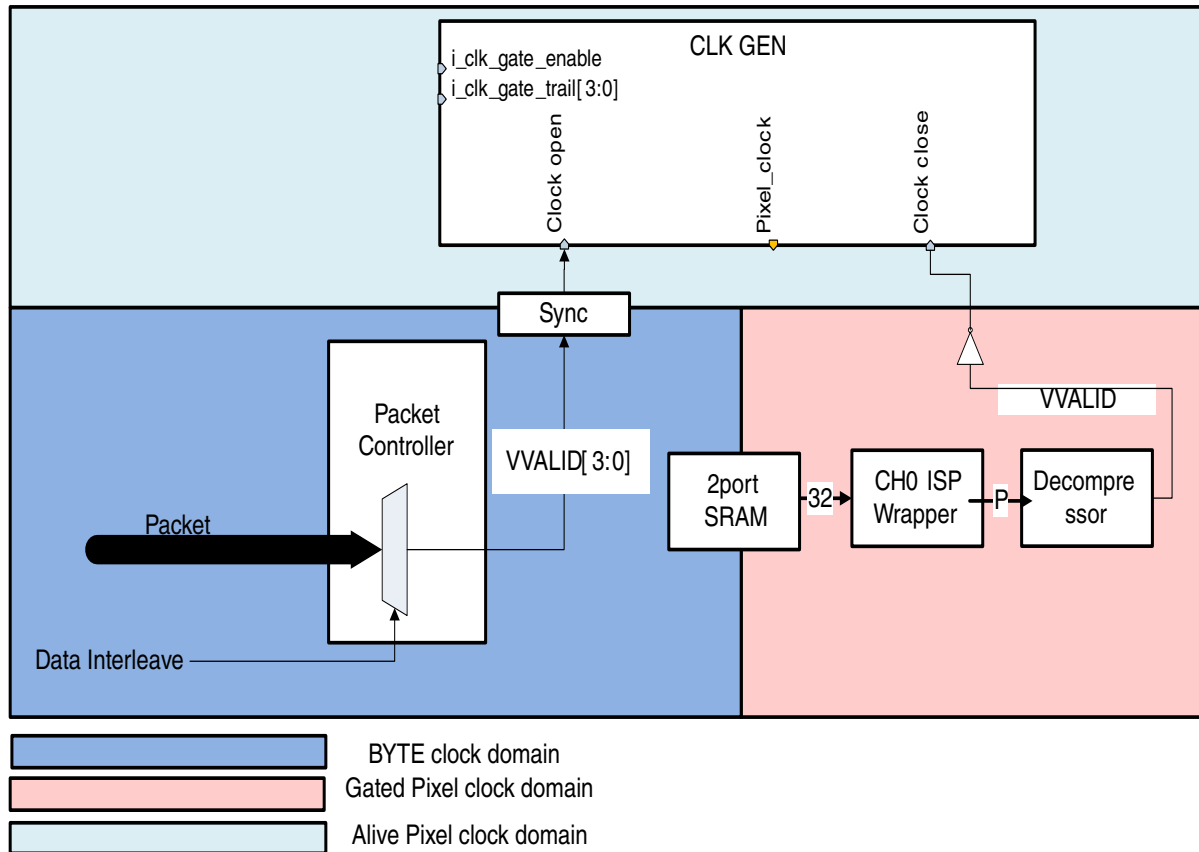 CLK GEN
i_clk_gate_enable
i_clk_gate_trail[3:0]
Clock open
Pixel_clock
Clock close
Sync
Packet
Controller
VVALID[3:0]
VVALID
2port
SRAM
32
CH0 ISP
Wrapper
P
Decompre
ssor
Packet
Data Interleave
BYTE clock domain
Gated Pixel clock domain
Alive Pixel clock domain